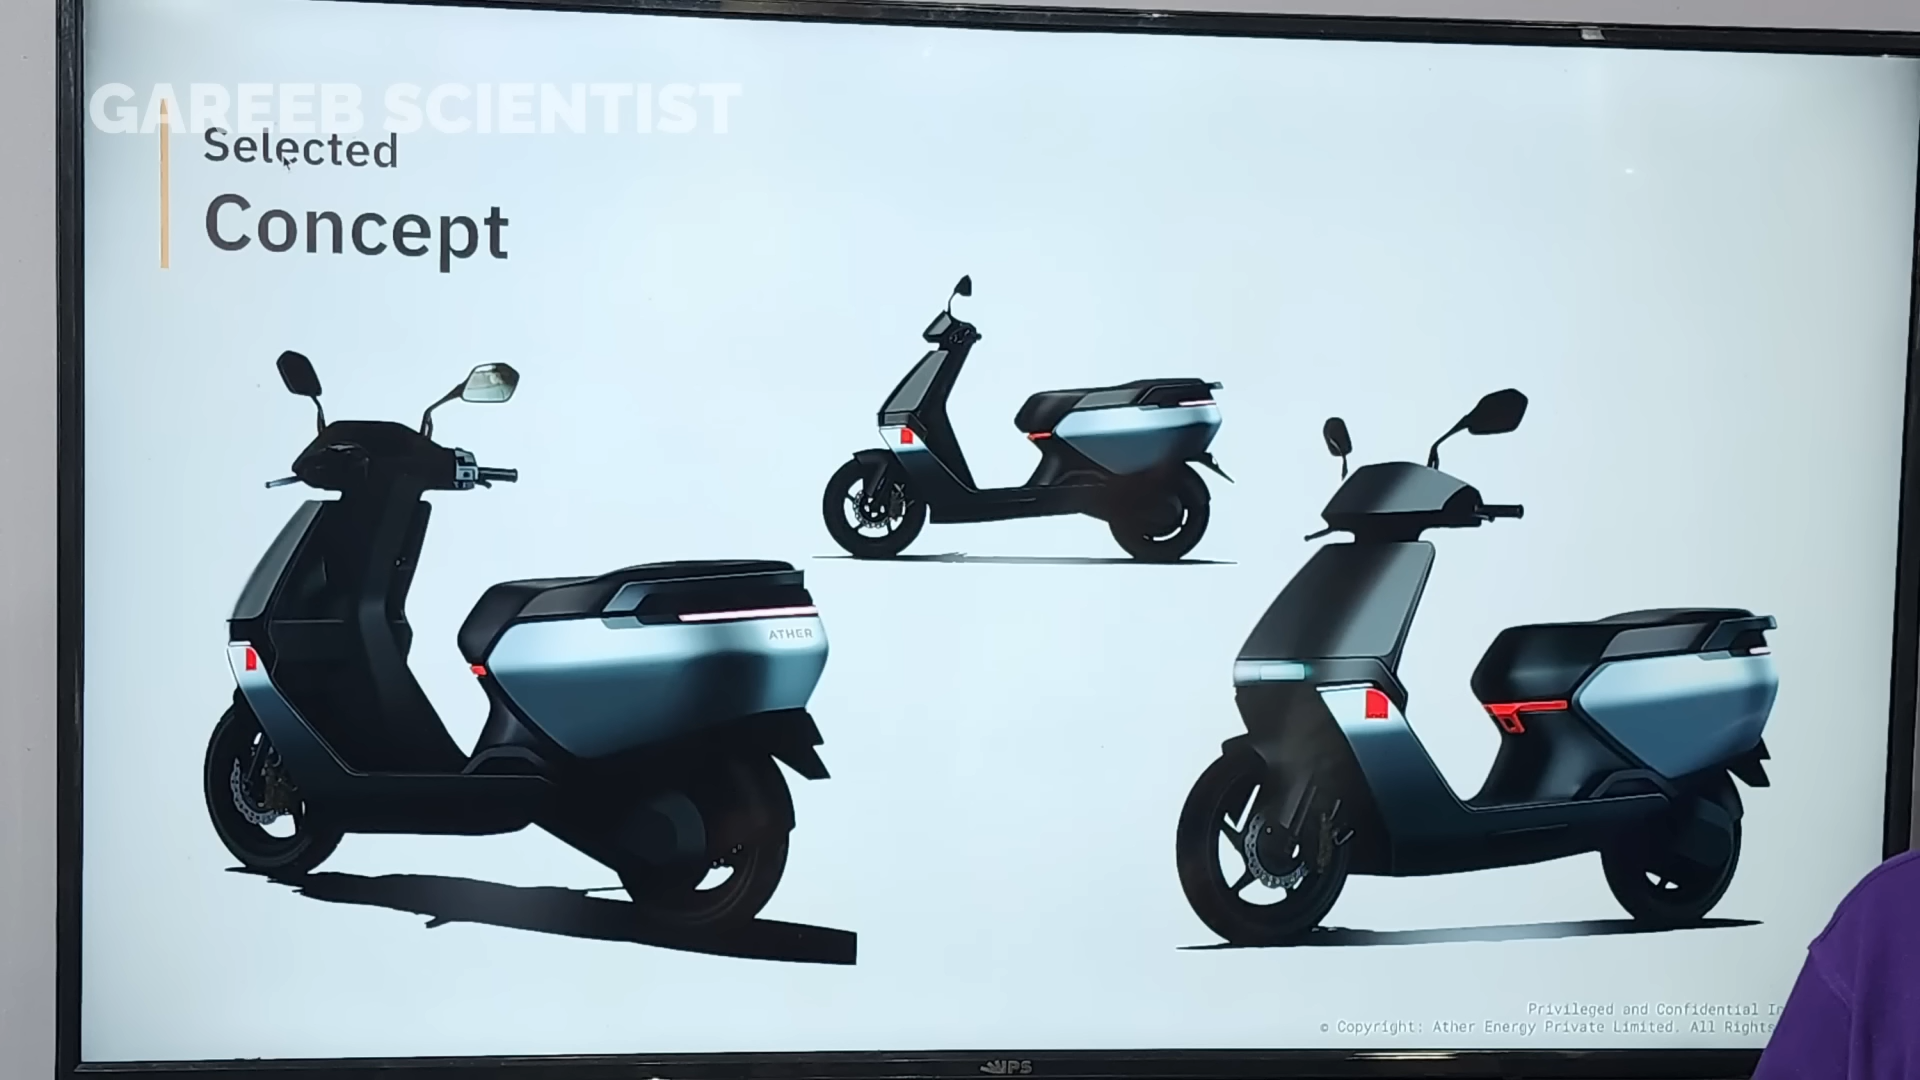 GAREEB SCIENTIST
Selected
Concept
ATHER
Privileged and Confidential
© Copyright: Ather Energy Private Limited. All Rights